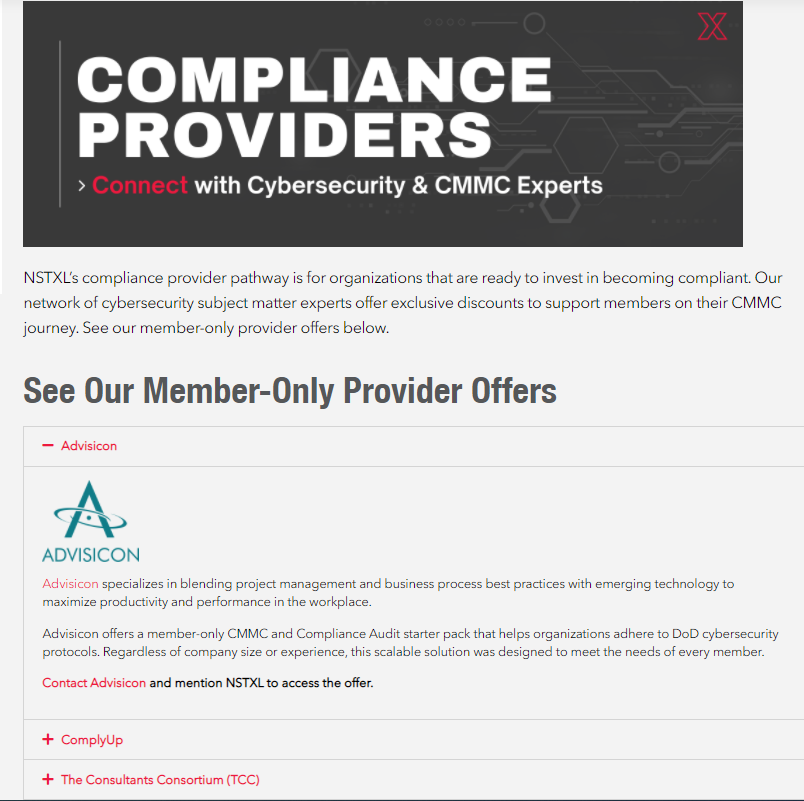 COMPLIANCE
PROVIDERS
› Connect with Cybersecurity & CMMC Experts
NSTXL’s compliance provider pathway is for organizations that are ready to invest in becoming compliant. Our
network of cybersecurity subject matter experts offer exclusive discounts to support members on their CMMC
journey. See our member-only provider offers below.
See Our Member-Only Provider Offers
− Advisicon
ADVISICON
Advisicon specializes in blending project management and business process best practices with emerging technology to
maximize productivity and performance in the workplace.
Advisicon offers a member-only CMMC and Compliance Audit starter pack that helps organizations adhere to DoD cybersecurity
protocols. Regardless of company size or experience, this scalable solution was designed to meet the needs of every member.
Contact Advisicon and mention NSTXL to access the offer.
+ ComplyUp
+ The Consultants Consortium (TCC)